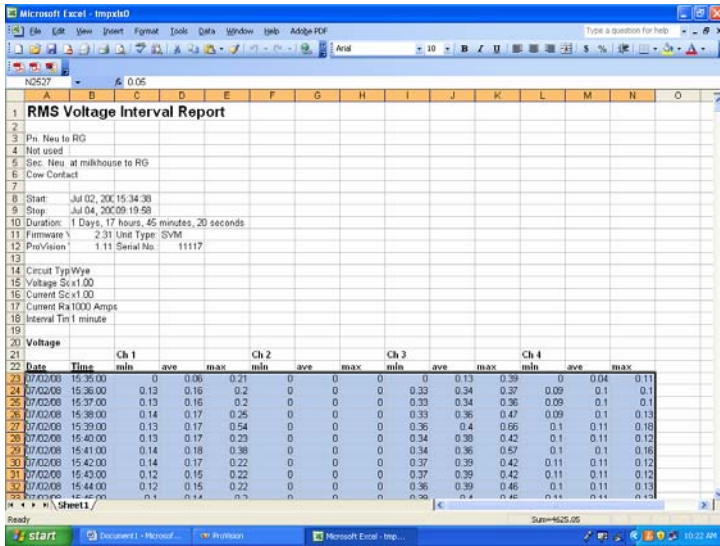 Microsoft Excel - tmpxls0
File Edit View Insert Format Tools Data Window Help Adobe PDF
Type a question for help
Arial 10 B I U $ %
N2527 fx 0.05
A B C D E F G H I J K L M N O
1 RMS Voltage Interval Report
2
3 Pri. Neu to RG
4 Not used
5 Sec. Neu. at milkhouse to RG
6 Cow Contact
7
8 Start: Jul 02, 200 15:34:38
9 Stop: Jul 04, 200 09:19:58
10 Duration: 1 Days, 17 hours, 45 minutes, 20 seconds
11 Firmware V 2.31 Unit Type: SVM
12 ProVision 1.11 Serial No.: 11117
13
14 Circuit Typ Wye
15 Voltage Sc x1.00
16 Current Sc x1.00
17 Current Ra 1000 Amps
18 Interval Tin 1 minute
19
20 Voltage
21 Ch 1 Ch 2 Ch 3 Ch 4
22 Date Time min ave max min ave max min ave max min ave max
23 07/02/08 15:35:00 0 0.06 0.21 0 0 0 0 0.13 0.39 0 0.04 0.11
24 07/02/08 15:36:00 0.13 0.16 0.2 0 0 0 0.33 0.34 0.37 0.09 0.1 0.1
25 07/02/08 15:37:00 0.13 0.16 0.2 0 0 0 0.33 0.34 0.36 0.09 0.1 0.1
26 07/02/08 15:38:00 0.14 0.17 0.25 0 0 0 0.33 0.36 0.47 0.09 0.1 0.13
27 07/02/08 15:39:00 0.13 0.17 0.54 0 0 0 0.36 0.4 0.66 0.1 0.11 0.18
28 07/02/08 15:40:00 0.13 0.17 0.23 0 0 0 0.34 0.38 0.42 0.1 0.11 0.12
29 07/02/08 15:41:00 0.14 0.18 0.38 0 0 0 0.34 0.36 0.57 0.1 0.1 0.16
30 07/02/08 15:42:00 0.14 0.17 0.22 0 0 0 0.37 0.39 0.42 0.11 0.11 0.12
31 07/02/08 15:43:00 0.12 0.15 0.22 0 0 0 0.37 0.39 0.42 0.11 0.11 0.12
32 07/02/08 15:44:00 0.12 0.15 0.22 0 0 0 0.36 0.39 0.46 0.1 0.11 0.13
Sheet1
Ready Sum=4625.05
start Document1 - Microsof... ProVision Microsoft Excel - tmp... 10:22 AM